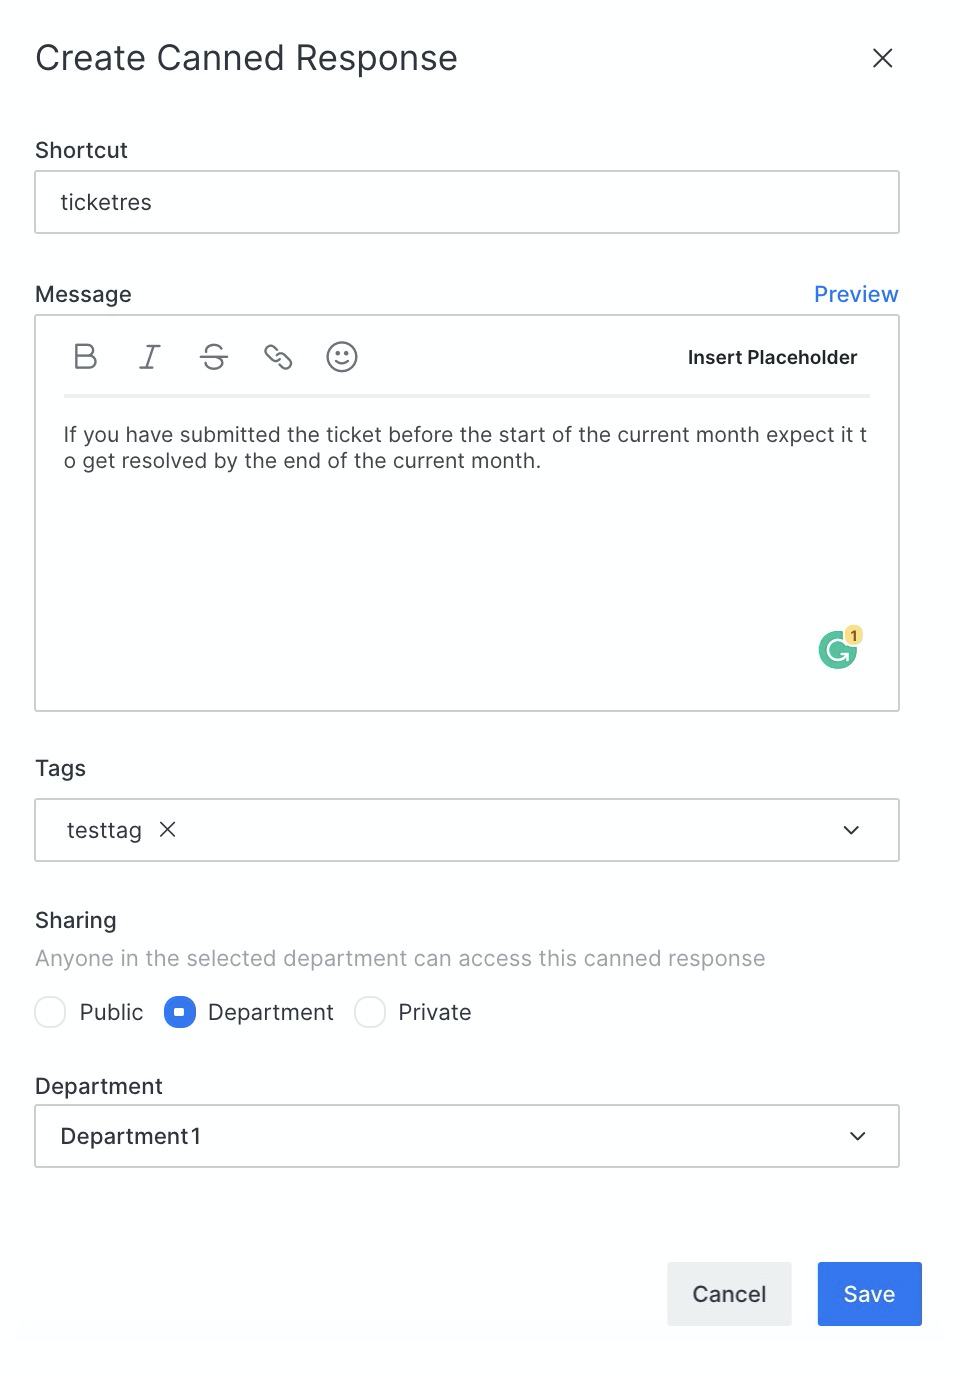 Create Canned Response
Shortcut
ticketres
Message
Preview
Insert Placeholder
If you have submitted the ticket before the start of the current month expect it t
o get resolved by the end of the current month.
1
Tags
testtag
Sharing
Anyone in the selected department can access this canned response
Public Department Private
Department
Department1
Cancel Save